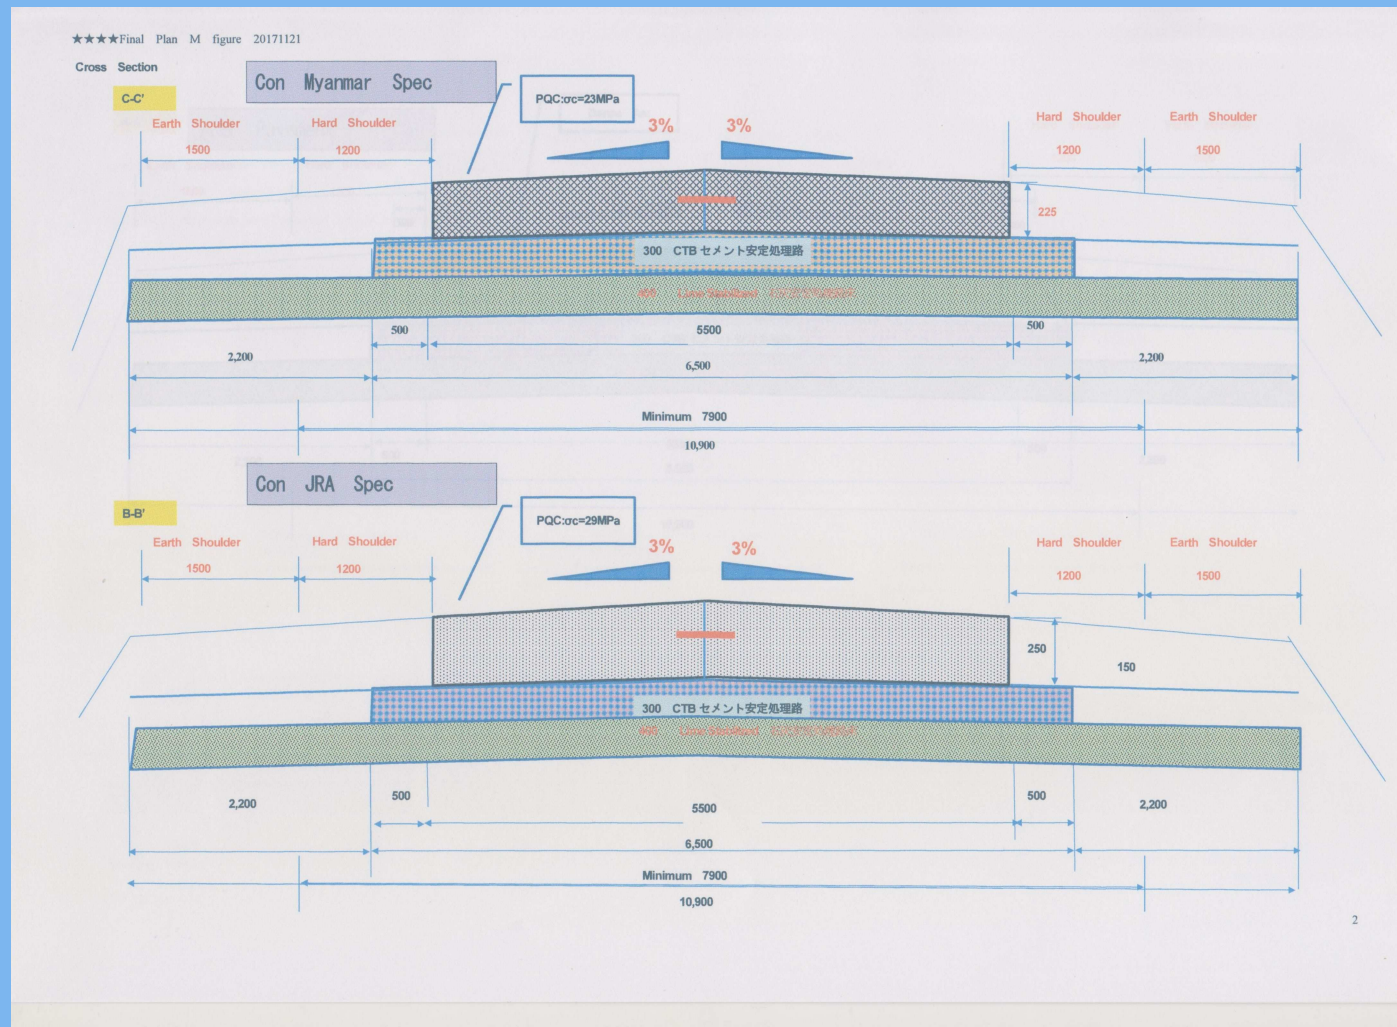 ★★★★Final Plan M figure 20171121
Cross Section
Con Myanmar Spec
C-C'
PQC:σc=23MPa
Earth Shoulder Hard Shoulder
1500 1200
3% 3%
Hard Shoulder Earth Shoulder
1200 1500
225
300 CTB セメント安定処理路
500 5500 500
2,200 6,500 2,200
Minimum 7900
10,900
Con JRA Spec
B-B'
PQC:σc=29MPa
Earth Shoulder Hard Shoulder
1500 1200
3% 3%
Hard Shoulder Earth Shoulder
1200 1500
250
150
300 CTB セメント安定処理路
2,200 500 5500 500 2,200
6,500
Minimum 7900
10,900
2